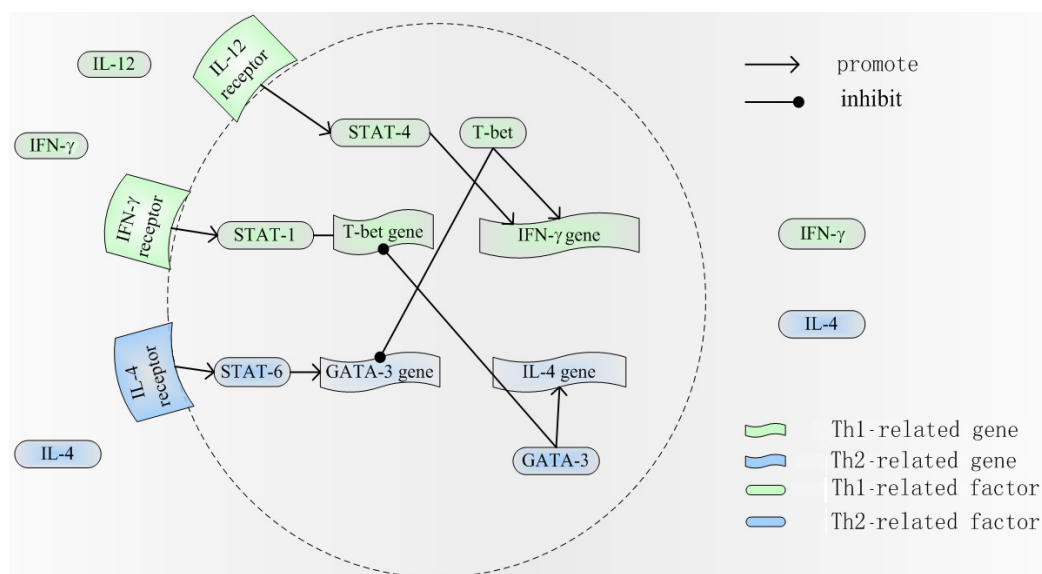 IL-12
IL-12
receptor
promote
inhibit
STAT-4
T-bet
IFN-γ
IFN-γ
receptor
STAT-1
T-bet gene
IFN-γ gene
IFN-γ
IL-4
IL-4
receptor
STAT-6
GATA-3 gene
IL-4 gene
IL-4
GATA-3
Th1-related gene
Th2-related gene
Th1-related factor
Th2-related factor